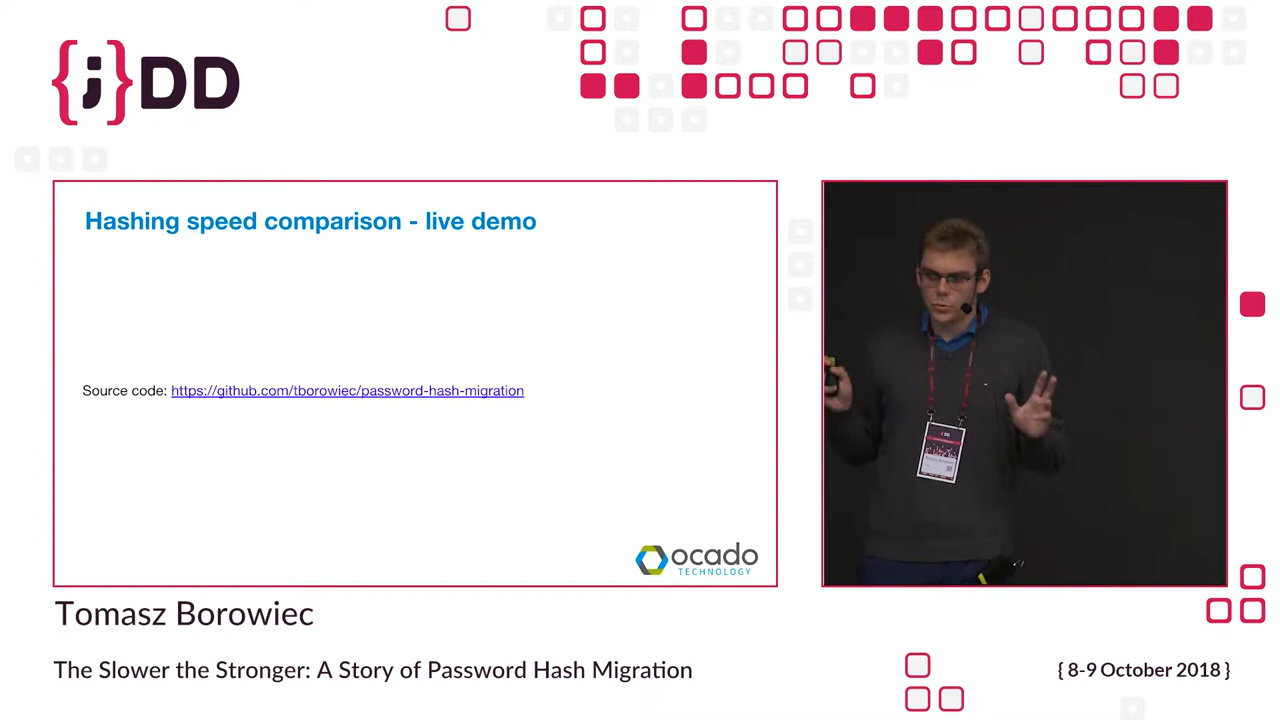 {j}DD
Hashing speed comparison - live demo
Source code: https://github.com/tborowiec/password-hash-migration
ocado
TECHNOLOGY
Tomasz Borowiec
The Slower the Stronger: A Story of Password Hash Migration
{ 8-9 October 2018 }